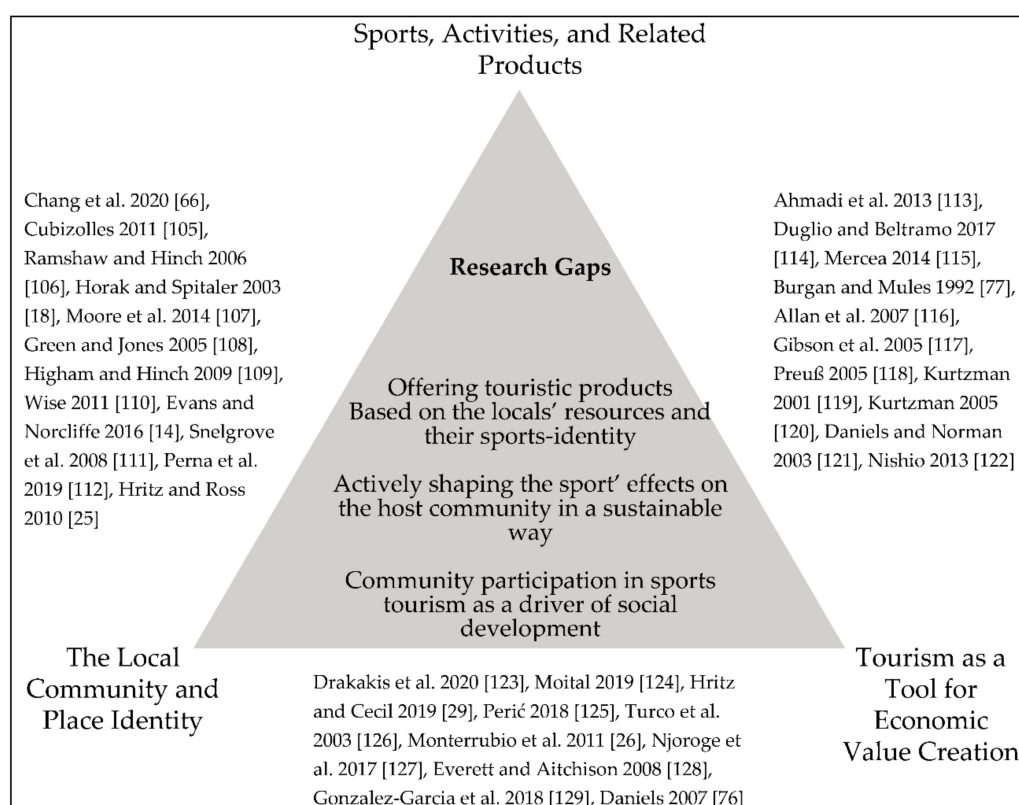 Sports, Activities, and Related
Products
Chang et al. 2020 [66],
Cubizolles 2011 [105],
Ramshaw and Hinch 2006
[106], Horak and Spitaler 2003
[18], Moore et al. 2014 [107],
Green and Jones 2005 [108],
Higham and Hinch 2009 [109],
Wise 2011 [110], Evans and
Norcliffe 2016 [14], Snelgrove
et al. 2008 [111], Perna et al.
2019 [112], Hritz and Ross
2010 [25]
Research Gaps
Offering touristic products
Based on the locals’ resources and
their sports-identity
Actively shaping the sport’ effects on
the host community in a sustainable
way
Community participation in sports
tourism as a driver of social
development
Ahmadi et al. 2013 [113],
Duglio and Beltramo 2017
[114], Mercea 2014 [115],
Burgan and Mules 1992 [77],
Allan et al. 2007 [116],
Gibson et al. 2005 [117],
Preuß 2005 [118], Kurtzman
2001 [119], Kurtzman 2005
[120], Daniels and Norman
2003 [121], Nishio 2013 [122]
The Local
Community and
Place Identity
Drakakis et al. 2020 [123], Moital 2019 [124], Hritz
and Cecil 2019 [29], Perić 2018 [125], Turco et al.
2003 [126], Monterrubio et al. 2011 [26], Njoroge et
al. 2017 [127], Everett and Aitchison 2008 [128],
Gonzalez-Garcia et al. 2018 [129], Daniels 2007 [76]
Tourism as a
Tool for
Economic
Value Creation